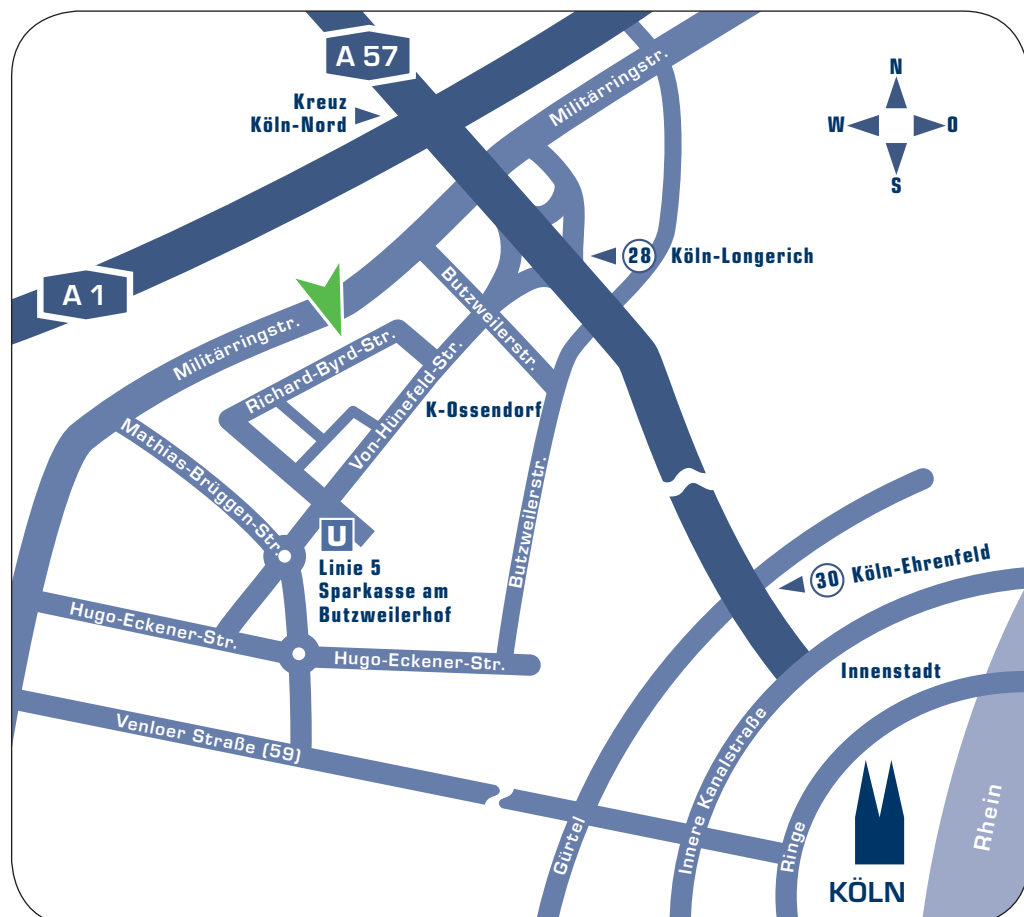 A 57
Kreuz
Köln-Nord
Militärringstr.
N
W
O
S
28
Köln-Longerich
A 1
Butzweilerstr.
Militärringstr.
Richard-Byrd-Str.
Von-Hünefeld-Str.
K-Ossendorf
Mathias-Brüggen-Str.
Butzweilerstr.
U
Linie 5
Sparkasse am
Butzweilerhof
30
Köln-Ehrenfeld
Hugo-Eckener-Str.
Hugo-Eckener-Str.
Innenstadt
Venloer Straße (59)
Innere Kanalstraße
Gürtel
Ringe
Rhein
KÖLN